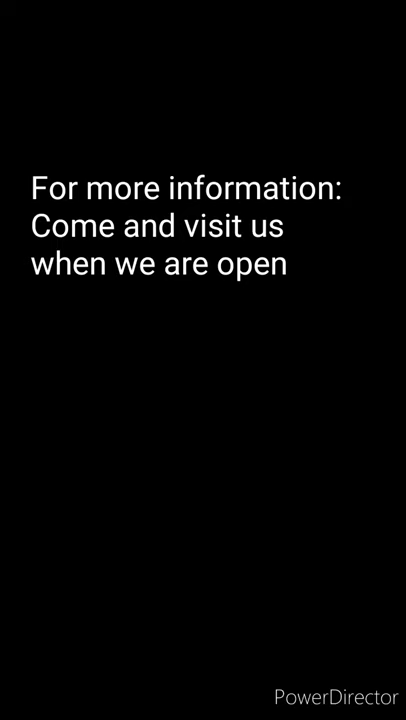 For more information:
Come and visit us
when we are open
PowerDirector